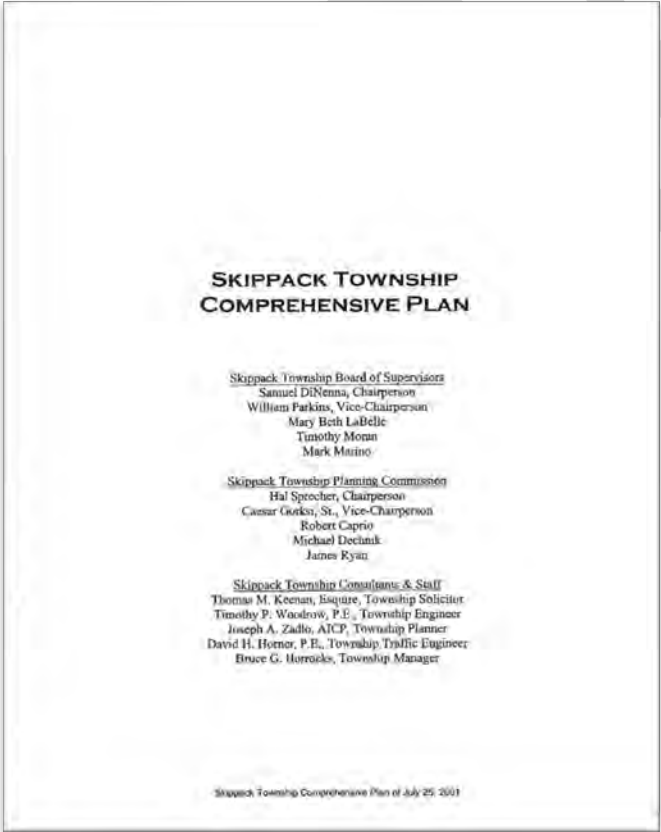 SKIPPACK TOWNSHIP
COMPREHENSIVE PLAN
Skippack Township Board of Supervisors
Samuel DiNenna, Chairperson
William Parkins, Vice-Chairperson
Mary Beth LaBelle
Timothy Moran
Mark Marino
Skippack Township Planning Commission
Hal Sprecher, Chairperson
Caesar Gorksi, Sr., Vice-Chairperson
Robert Caprio
Michael Dechnik
James Ryan
Skippack Township Consultants & Staff
Thomas M. Keenan, Esquire, Township Solicitor
Timothy P. Woodrow, P.E., Township Engineer
Joseph A. Zadlo, AICP, Township Planner
David H. Horner, P.E., Township Traffic Engineer
Bruce G. Horrocks, Township Manager
Skippack Township Comprehensive Plan of July 25, 2001